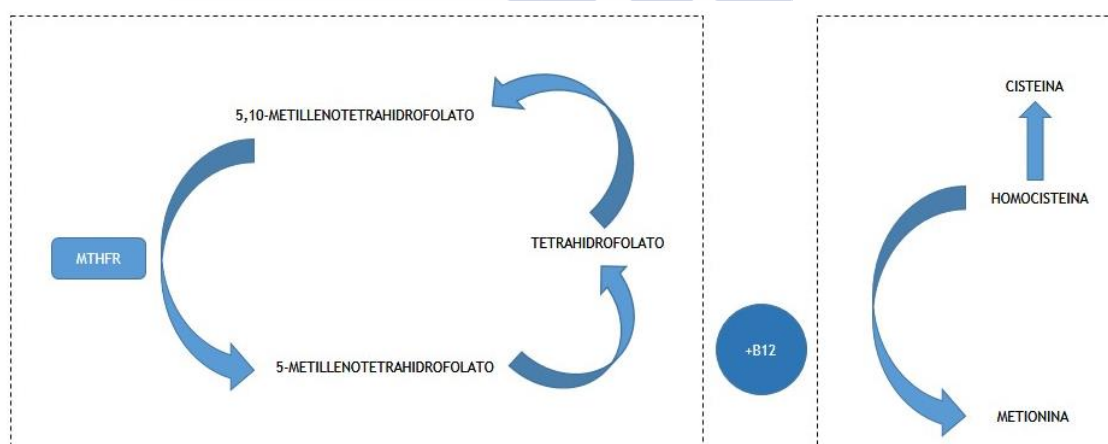 5,10-METILLENOTETRAHIDROFOLATO
MTHFR
TETRAHIDROFOLATO
5-METILLENOTETRAHIDROFOLATO
+B12
CISTEINA
HOMOCISTEINA
METIONINA